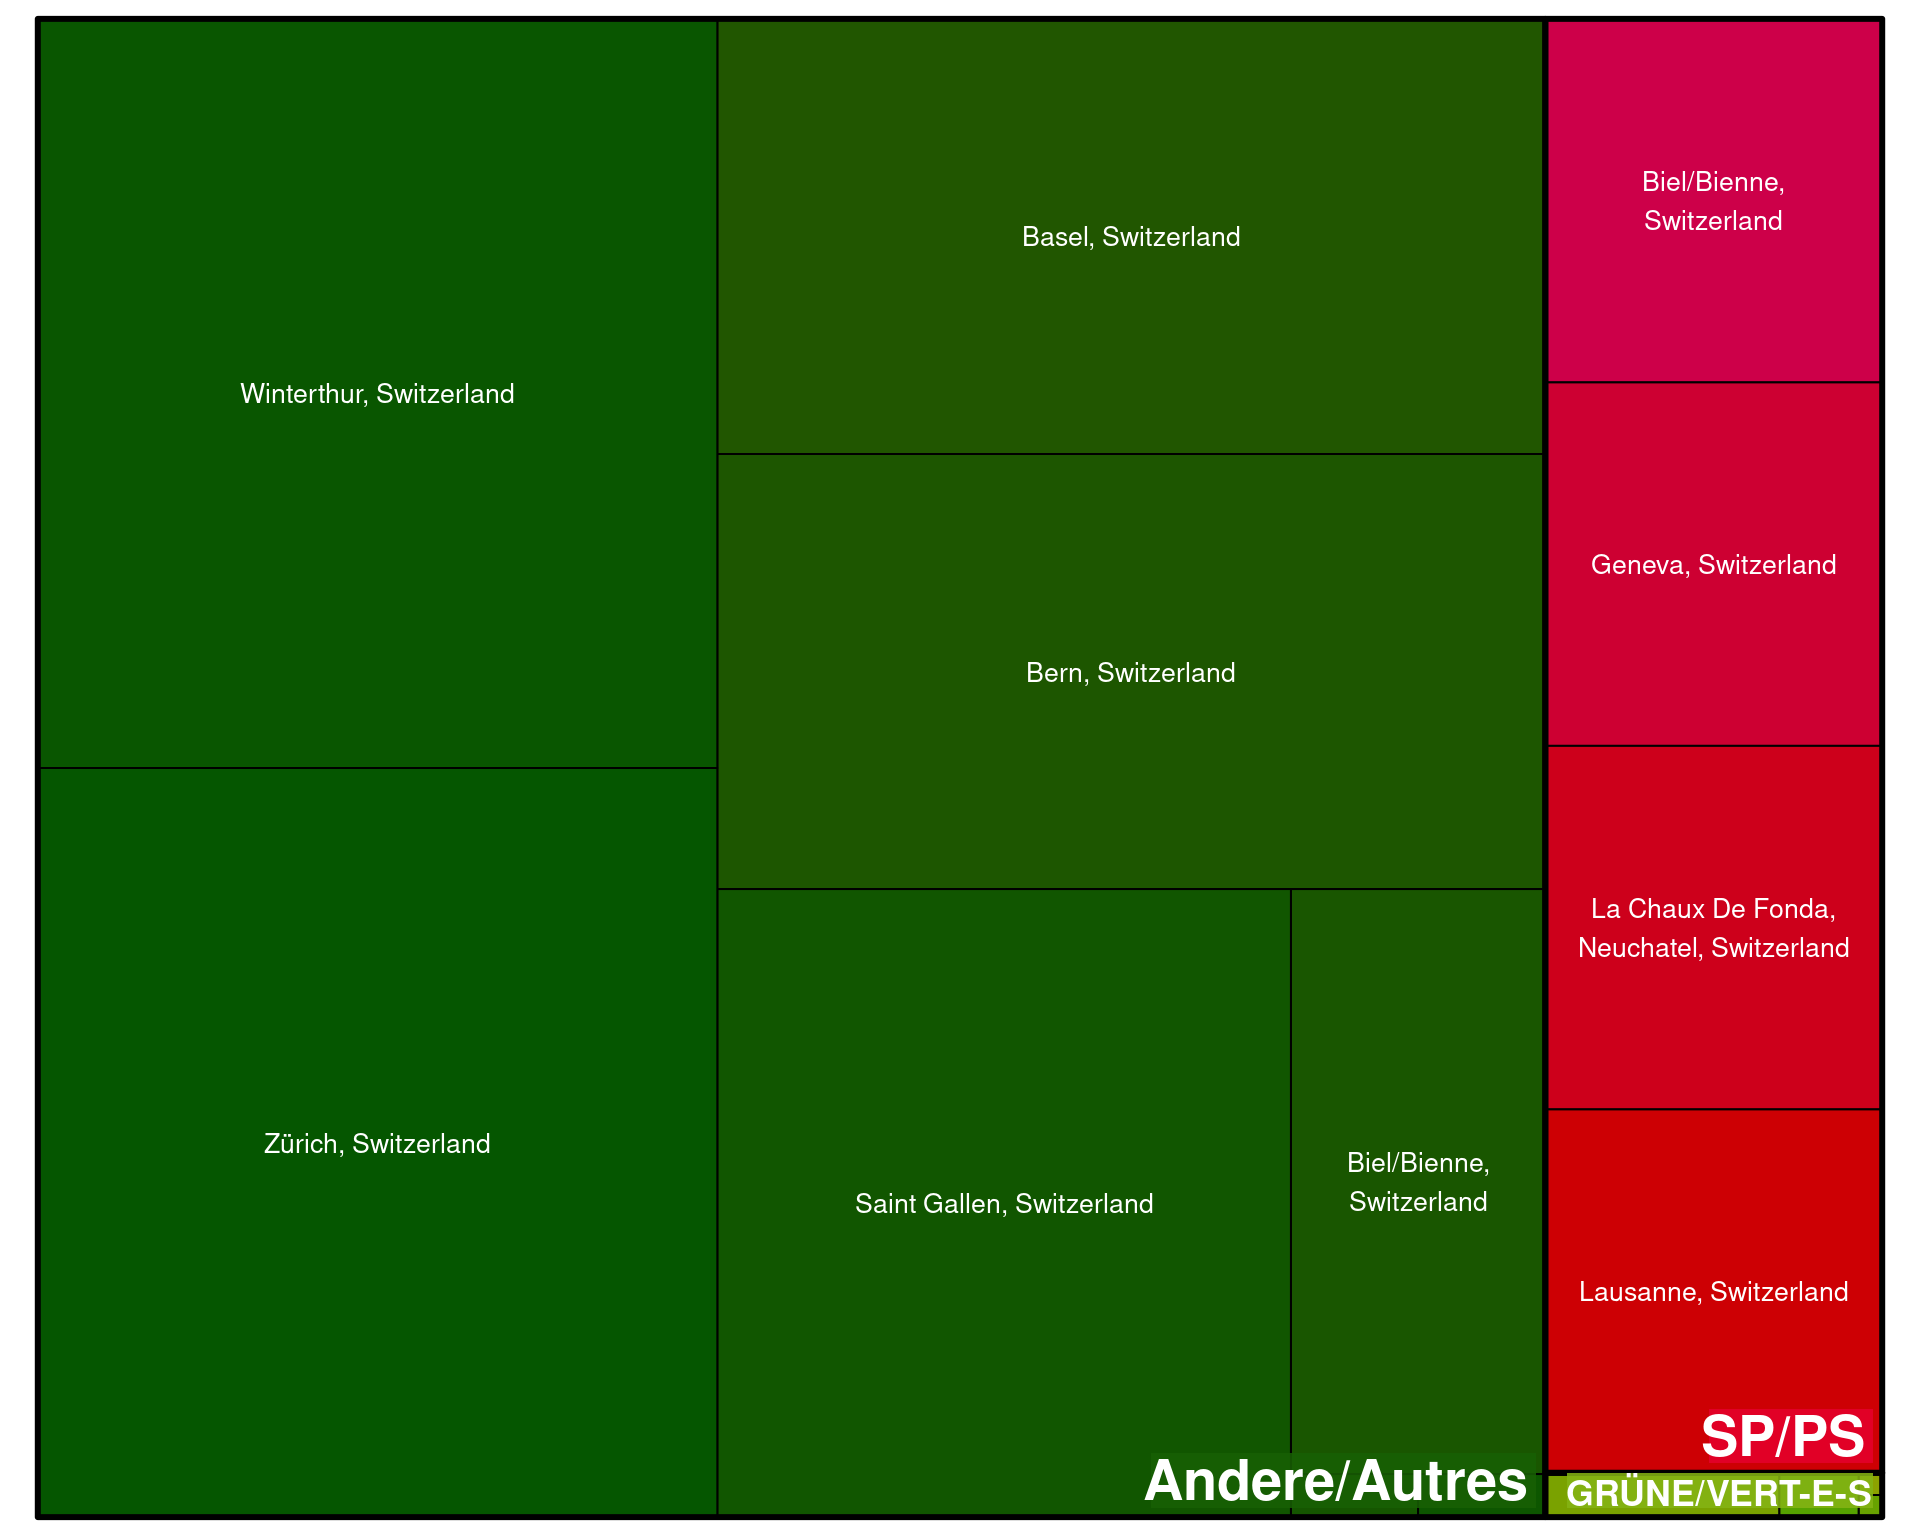 Winterthur, Switzerland
Zürich, Switzerland
Basel, Switzerland
Bern, Switzerland
Saint Gallen, Switzerland
Biel/Bienne,
Switzerland
Andere/Autres
Biel/Bienne,
Switzerland
Geneva, Switzerland
La Chaux De Fonda,
Neuchatel, Switzerland
Lausanne, Switzerland
SP/PS
GRÜNE/VERT-E-S